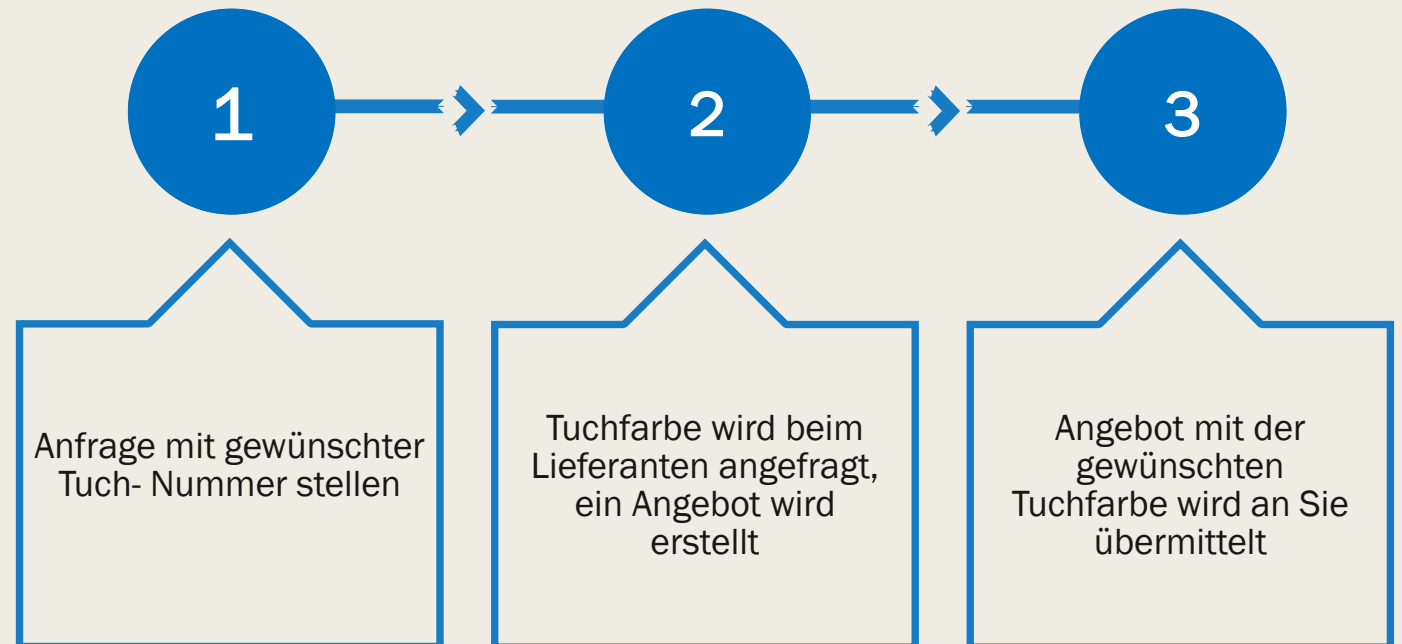 1
2
3
Anfrage mit gewünschter
Tuch- Nummer stellen
Tuchfarbe wird beim
Lieferanten angefragt,
ein Angebot wird
erstellt
Angebot mit der
gewünschten
Tuchfarbe wird an Sie
übermittelt